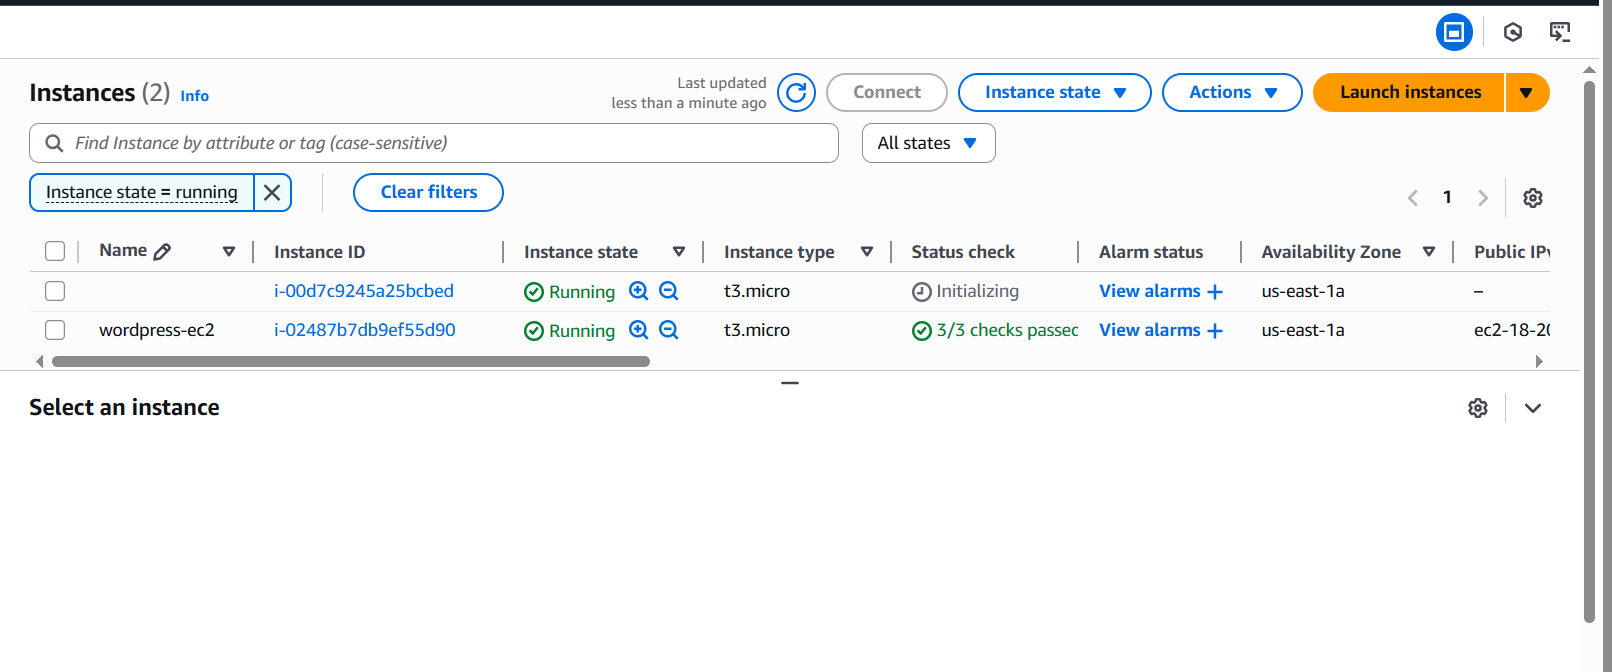 Instances (2) Info
Last updated
less than a minute ago
Connect
Instance state
Actions
Launch instances
Find Instance by attribute or tag (case-sensitive)
All states
Instance state = running
Clear filters
1
Name Instance ID Instance state Instance type Status check Alarm status Availability Zone Public IPv
i-00d7c9245a25bcbed Running t3.micro Initializing View alarms + us-east-1a –
wordpress-ec2 i-02487b7db9ef55d90 Running t3.micro 3/3 checks passec View alarms + us-east-1a ec2-18-20
Select an instance